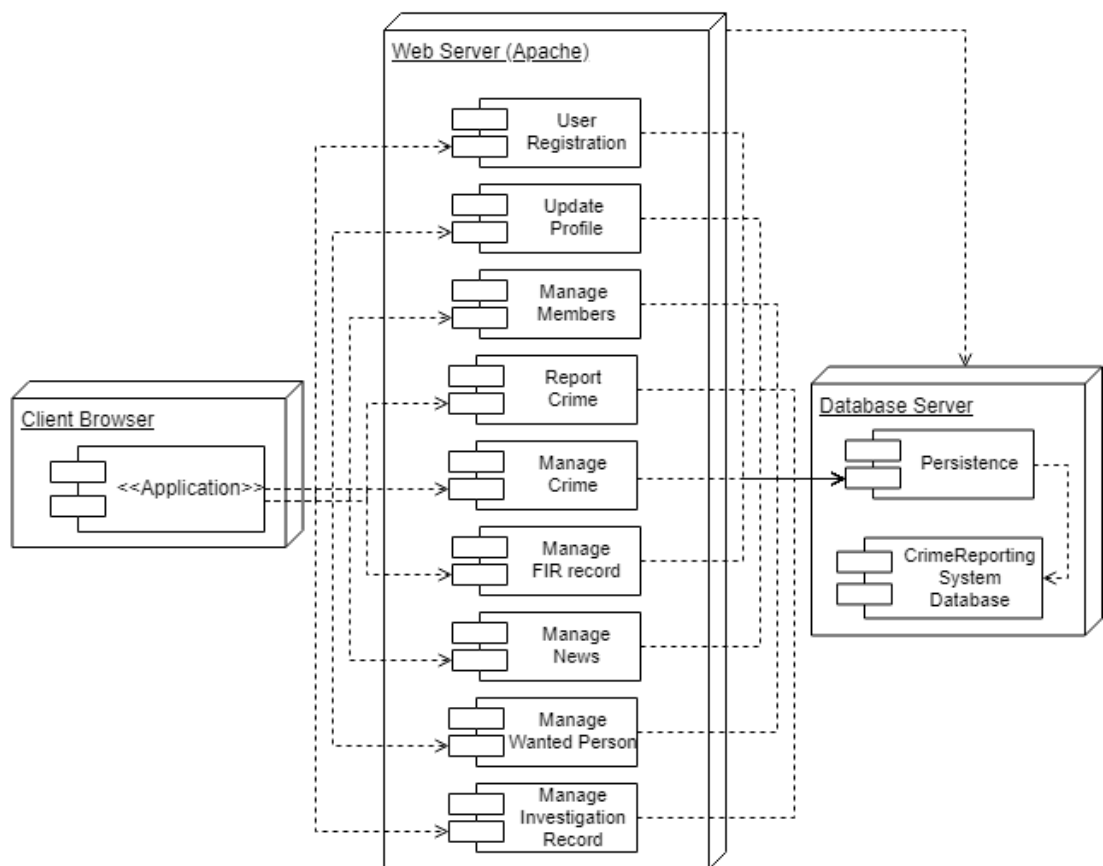 Web Server (Apache)
User
Registration
Update
Profile
Manage
Members
Report
Crime
Manage
Crime
Manage
FIR record
Manage
News
Manage
Wanted Person
Manage
Investigation
Record
Client Browser
<<Application>>
Database Server
Persistence
CrimeReporting
System
Database